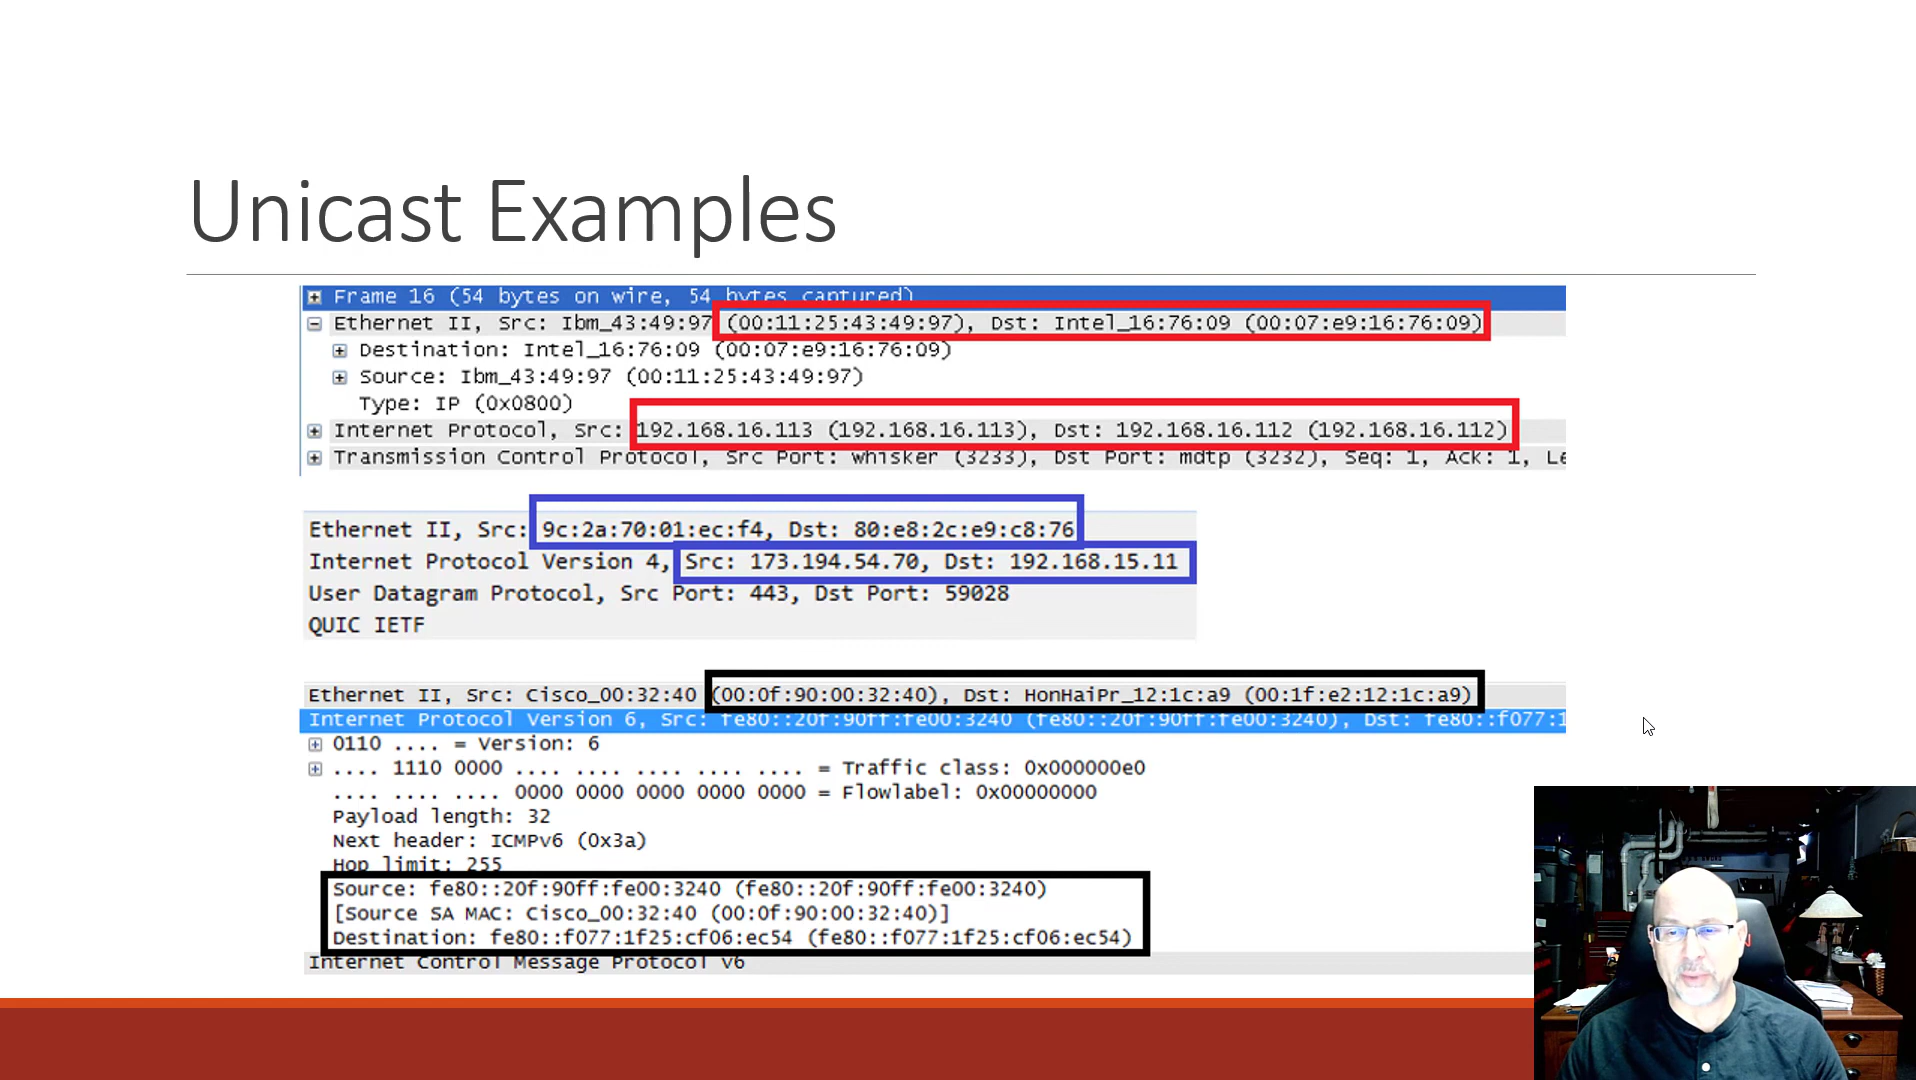 Unicast Examples
Frame 16 (54 bytes on wire, 54 bytes captured)
Ethernet II, Src: Ibm_43:49:97 (00:11:25:43:49:97), Dst: Intel_16:76:09 (00:07:e9:16:76:09)
Destination: Intel_16:76:09 (00:07:e9:16:76:09)
Source: Ibm_43:49:97 (00:11:25:43:49:97)
Type: IP (0x0800)
Internet Protocol, Src: 192.168.16.113 (192.168.16.113), Dst: 192.168.16.112 (192.168.16.112)
Transmission Control Protocol, Src Port: whisker (3233), Dst Port: mdtp (3232), Seq: 1, Ack: 1, Le
Ethernet II, Src: 9c:2a:70:01:ec:f4, Dst: 80:e8:2c:e9:c8:76
Internet Protocol Version 4, Src: 173.194.54.70, Dst: 192.168.15.11
User Datagram Protocol, Src Port: 443, Dst Port: 59028
QUIC IETF
Ethernet II, Src: Cisco_00:32:40 (00:0f:90:00:32:40), Dst: HonHaiPr_12:1c:a9 (00:1f:e2:12:1c:a9)
Internet Protocol Version 6, Src: fe80::20f:90ff:fe00:3240 (fe80::20f:90ff:fe00:3240), Dst: fe80::f077:1
0110 .... = Version: 6
.... 1110 0000 .... .... .... .... .... = Traffic class: 0x000000e0
.... .... .... 0000 0000 0000 0000 0000 = Flowlabel: 0x00000000
Payload length: 32
Next header: ICMPv6 (0x3a)
Hop limit: 255
Source: fe80::20f:90ff:fe00:3240 (fe80::20f:90ff:fe00:3240)
[Source SA MAC: Cisco_00:32:40 (00:0f:90:00:32:40)]
Destination: fe80::f077:1f25:cf06:ec54 (fe80::f077:1f25:cf06:ec54)
Internet Control Message Protocol v6